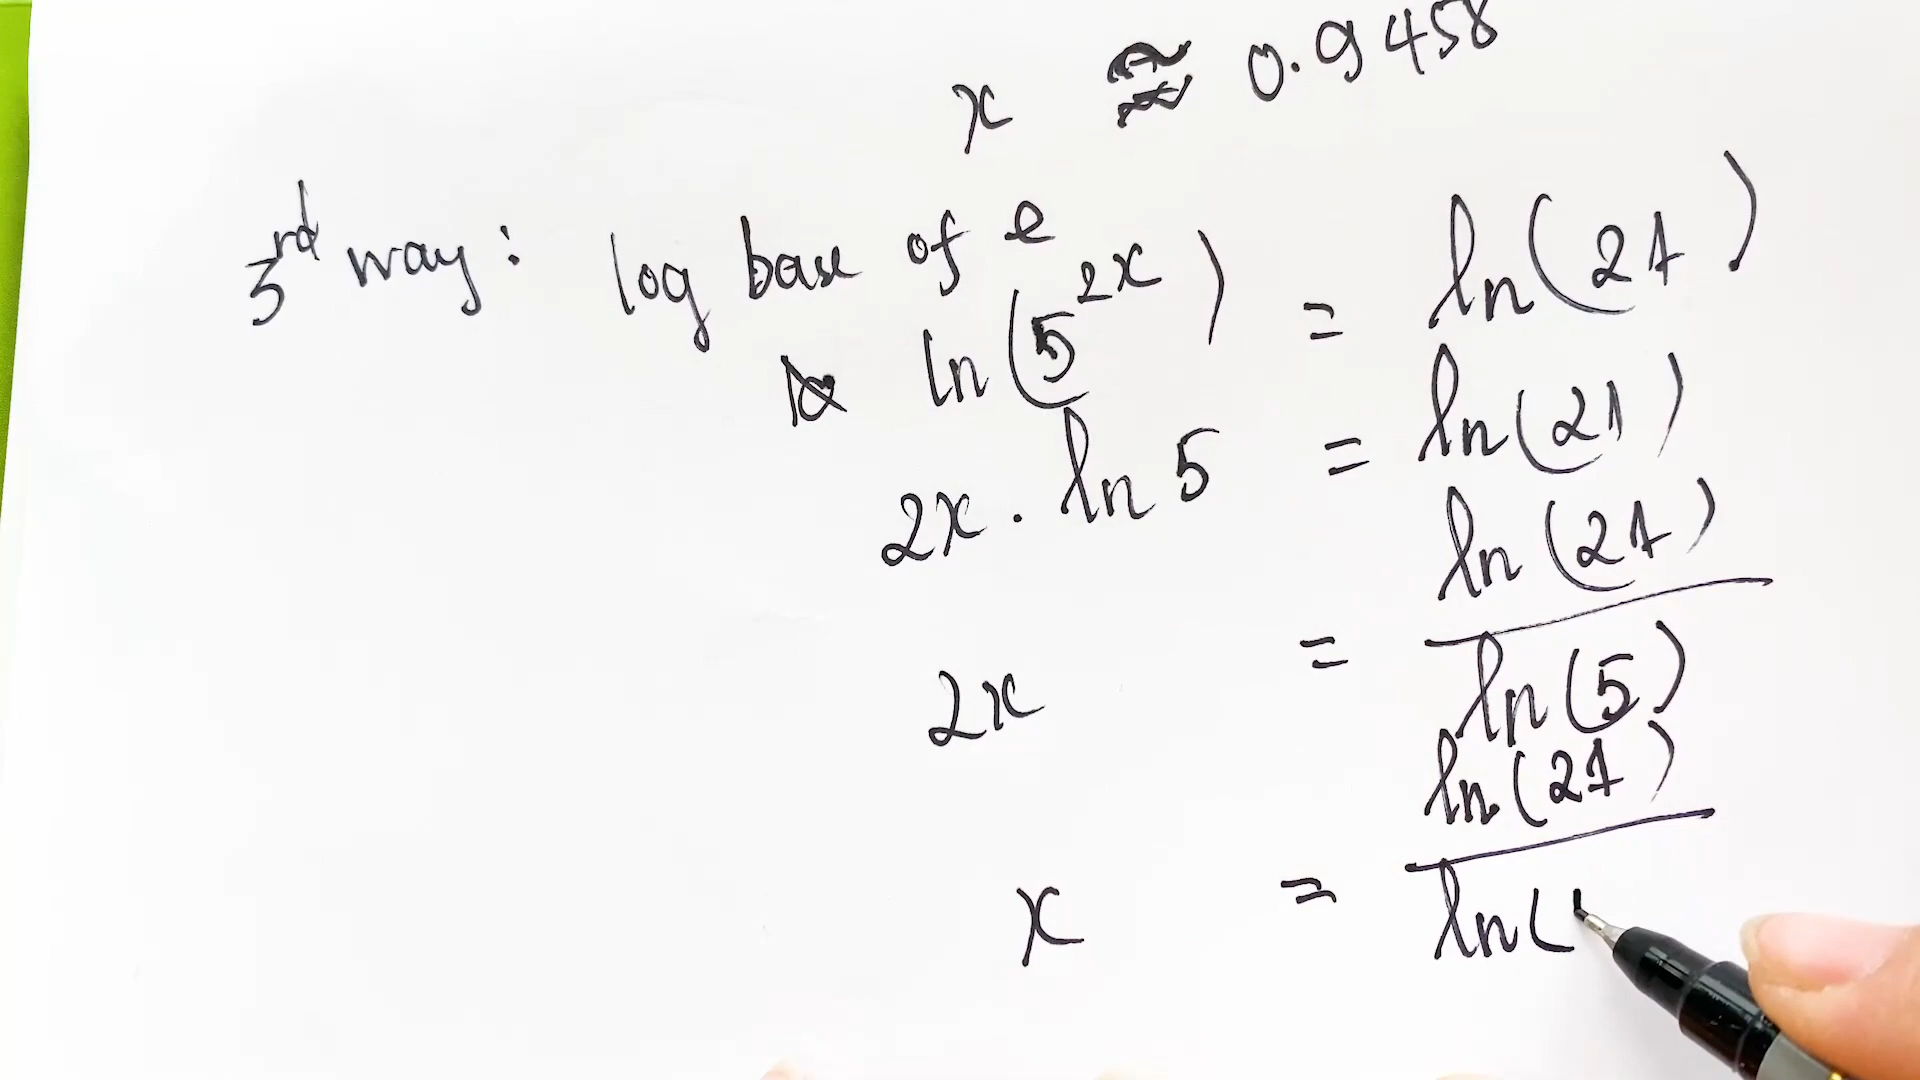 x ≈ 0.9458
3rd way: log base of e
ln(5^2x) = ln(21)
2x . ln 5 = ln(21)
2x = ln(21) / ln(5)
x = ln(21) / ln(